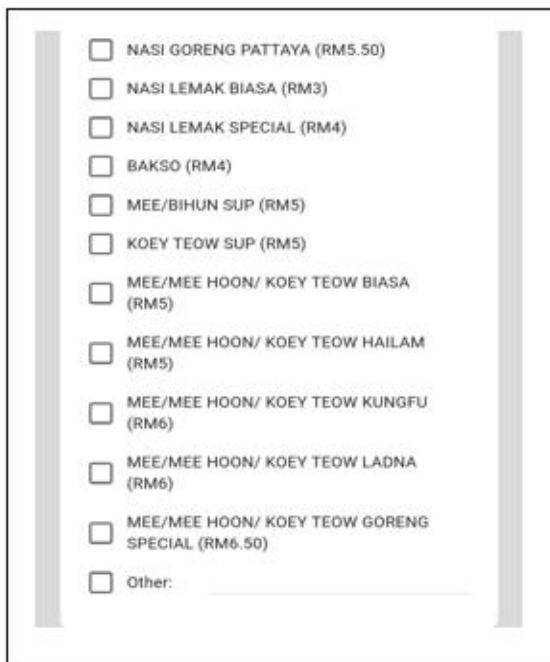 NASI GORENG PATTAYA (RM5.50)
NASI LEMAK BIASA (RM3)
NASI LEMAK SPECIAL (RM4)
BAKSO (RM4)
MEE/BIHUN SUP (RM5)
KOEY TEOW SUP (RM5)
MEE/MEE HOON/ KOEY TEOW BIASA
(RM5)
MEE/MEE HOON/ KOEY TEOW HAILAM
(RM5)
MEE/MEE HOON/ KOEY TEOW KUNGFU
(RM6)
MEE/MEE HOON/ KOEY TEOW LADNA
(RM6)
MEE/MEE HOON/ KOEY TEOW GORENG
SPECIAL (RM6.50)
Other: